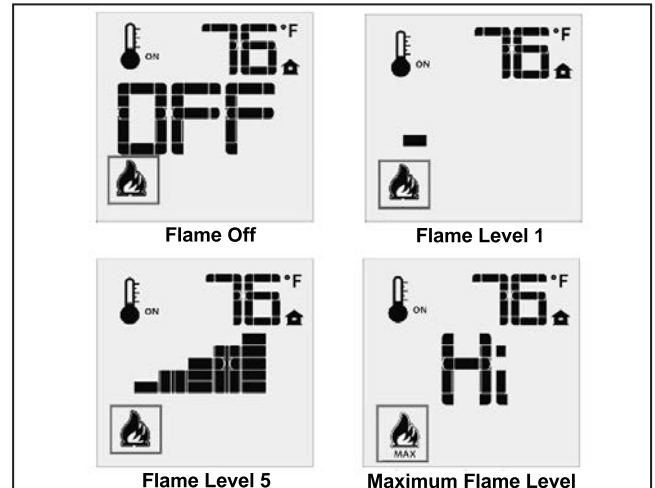 76 °F
ON
OFF
Flame Off
76 °F
ON
Flame Level 1
76 °F
ON
Flame Level 5
76 °F
ON
Hi
MAX
Maximum Flame Level